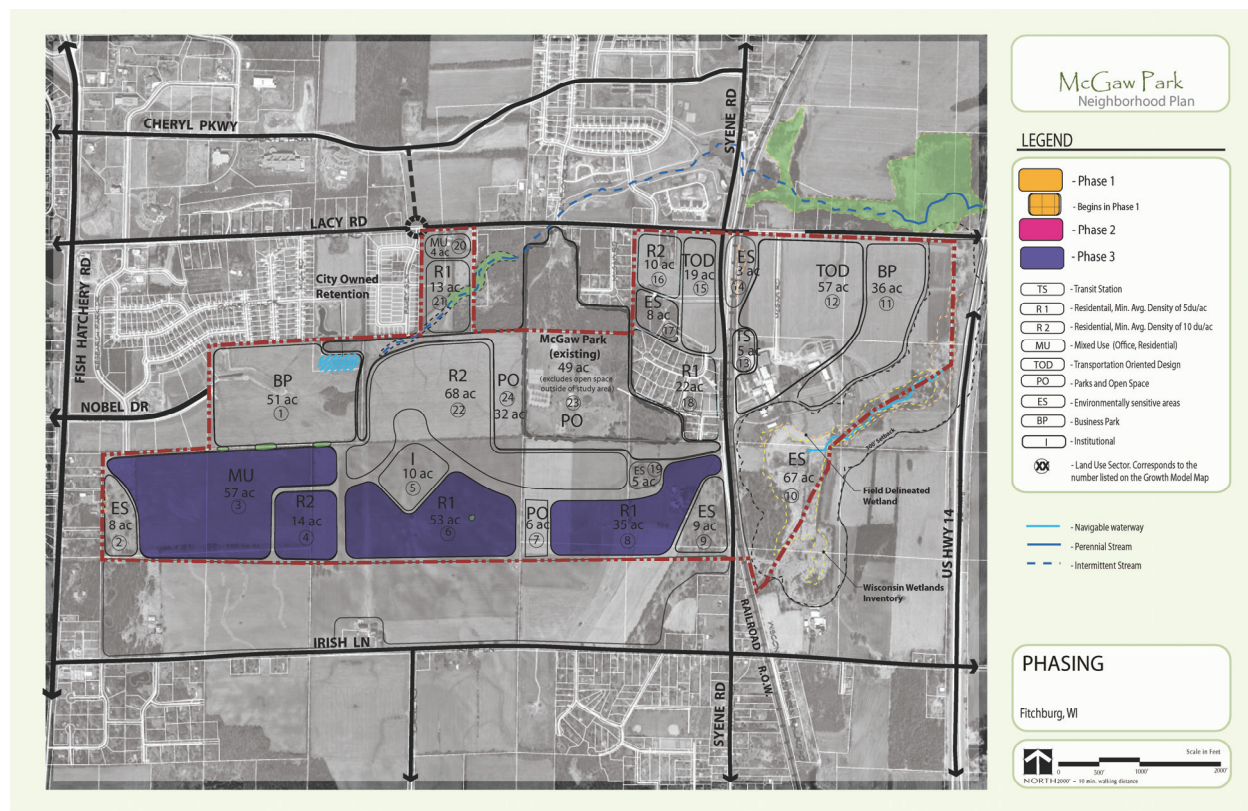 McGaw Park
Neighborhood Plan
LEGEND
- Phase 1
- Begins in Phase 1
- Phase 2
- Phase 3
TS - Transit Station
R 1 - Residentail, Min. Avg. Density of 5du/ac
R 2 - Residential, Min. Avg. Density of 10 du/ac
MU - Mixed Use (Office, Residential)
TOD - Transportation Oriented Design
PO - Parks and Open Space
ES - Environmentally sensitive areas
BP - Business Park
I - Institutional
XX - Land Use Sector. Corresponds to the
number listed on the Growth Model Map
- Navigable waterway
- Perennial Stream
- Intermittent Stream
PHASING
Fitchburg, WI
Scale in Feet
0 500' 1000' 2000'
NORTH 2000' = 10 min. walking distance
CHERYL PKWY
SYENE RD
LACY RD
FISH HATCHERY RD
City Owned
Retention
MU
4 ac 20
R1
13 ac
21
R2
10 ac
16
TOD
19 ac
15
ES
3 ac
14
TOD
57 ac
12
BP
36 ac
11
ES
8 ac
17
TS
5 ac
13
McGaw Park
(existing)
49 ac
(excludes open space
outside of study area)
23
PO
R1
22ac
18
BP
51 ac
1
R2
68 ac
22
PO
24
32 ac
NOBEL DR
300' Setback
ES
67 ac
10
Field Delineated
Wetland
MU
57 ac
3
I
10 ac
5
ES 19
5 ac
ES
8 ac
2
R2
14 ac
4
R1
53 ac
6
PO
6 ac
7
R1
35 ac
8
ES
9 ac
9
US HWY 14
Wisconsin Wetlands
Inventory
RAILROAD R.O.W.
IRISH LN
SYENE RD